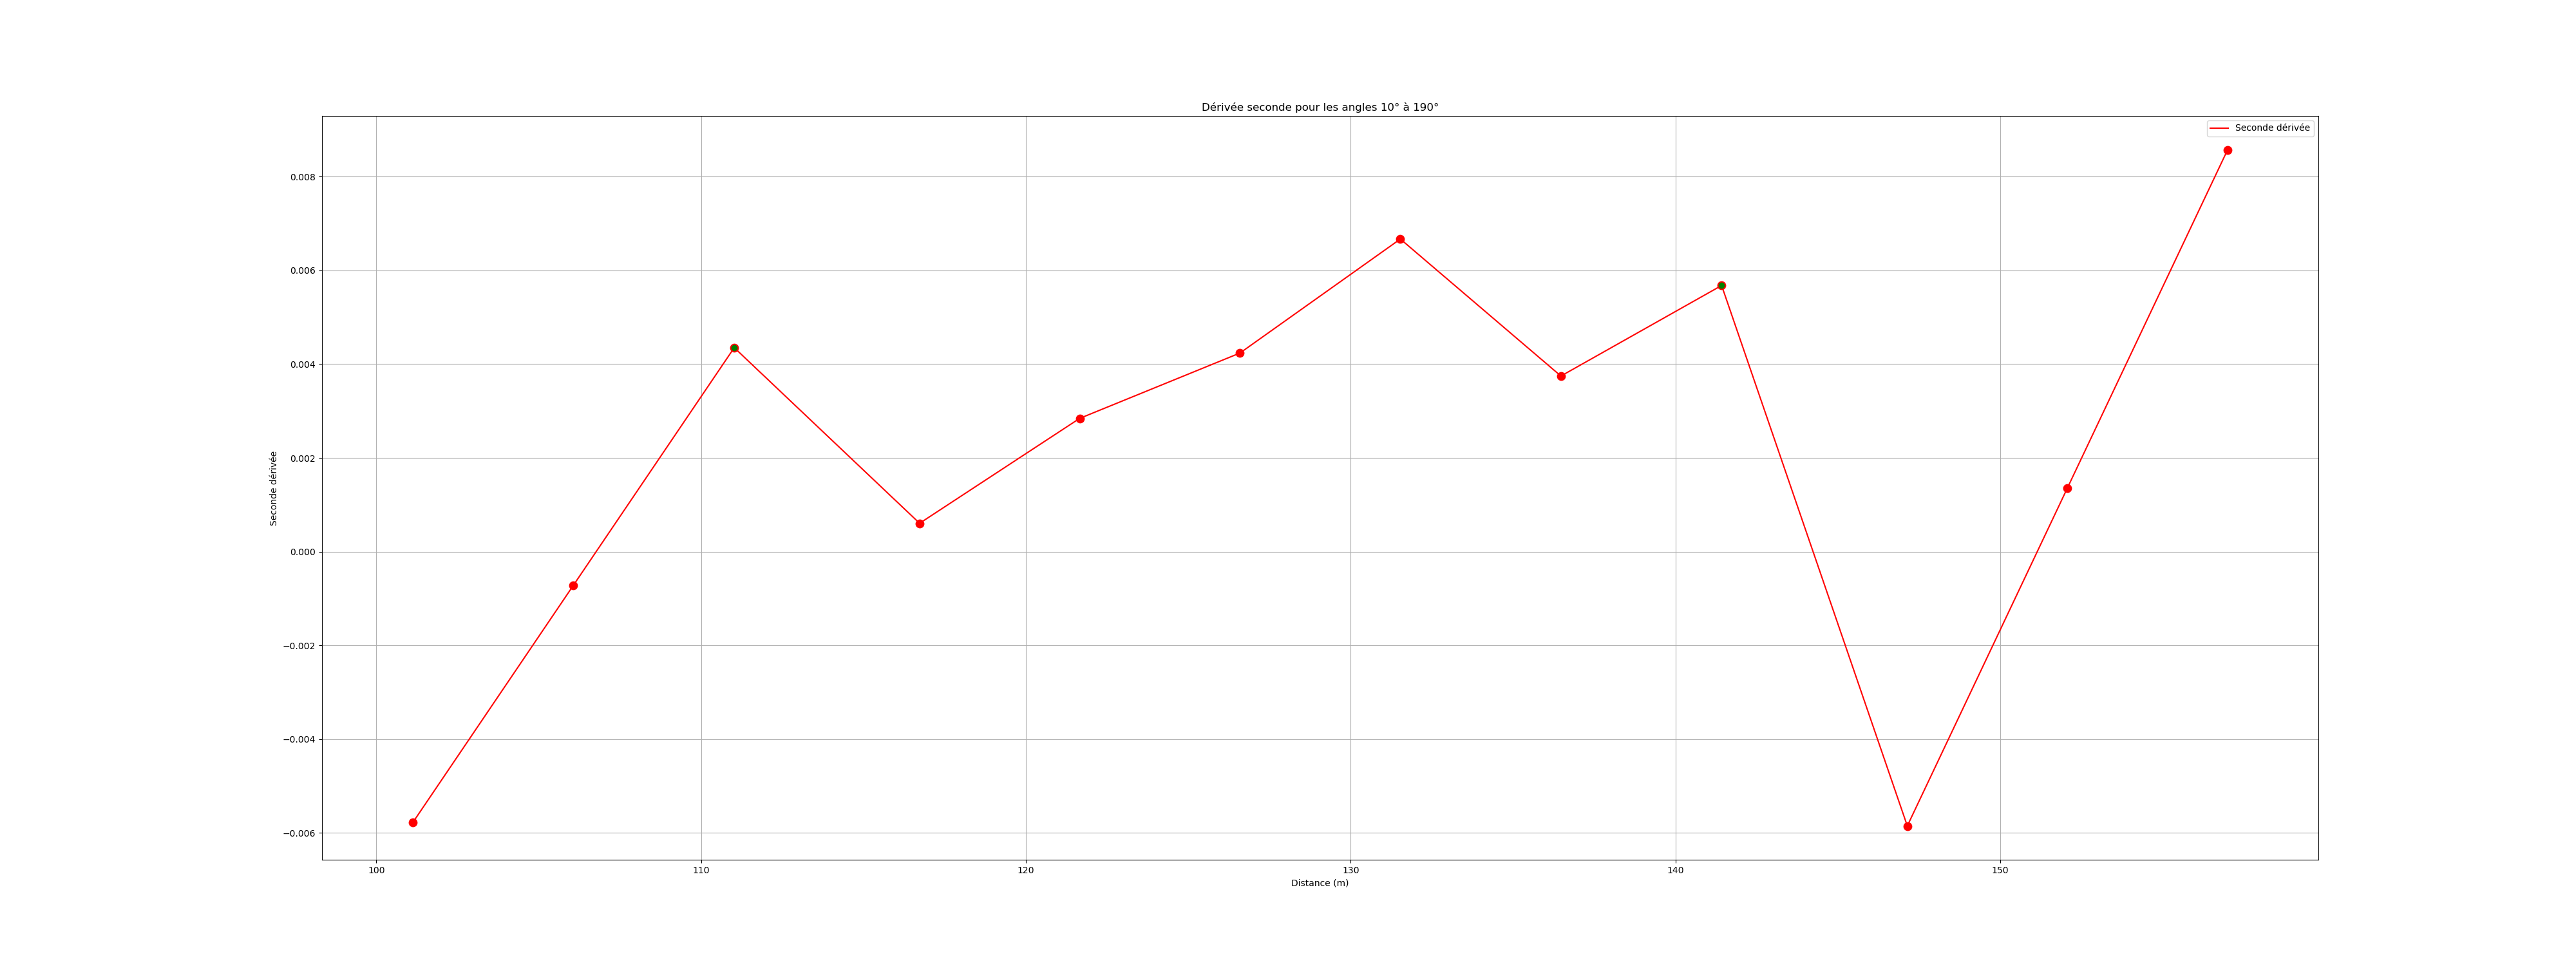 Dérivée seconde pour les angles 10° à 190°
Seconde dérivée
0.008
0.006
0.004
0.002
0.000
−0.002
−0.004
−0.006
Seconde dérivée
100 110 120 130 140 150
Distance (m)